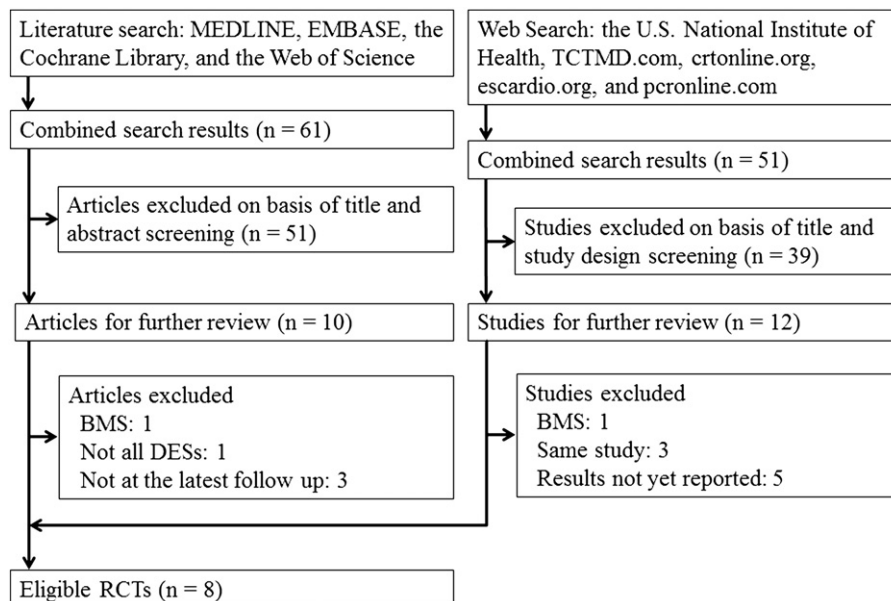 Literature search: MEDLINE, EMBASE, the
Cochrane Library, and the Web of Science
Combined search results (n = 61)
Articles excluded on basis of title and
abstract screening (n = 51)
Articles for further review (n = 10)
Articles excluded
BMS: 1
Not all DESs: 1
Not at the latest follow up: 3
Web Search: the U.S. National Institute of
Health, TCTMD.com, crtonline.org,
escardio.org, and pcronline.com
Combined search results (n = 51)
Studies excluded on basis of title and
study design screening (n = 39)
Studies for further review (n = 12)
Studies excluded
BMS: 1
Same study: 3
Results not yet reported: 5
Eligible RCTs (n = 8)